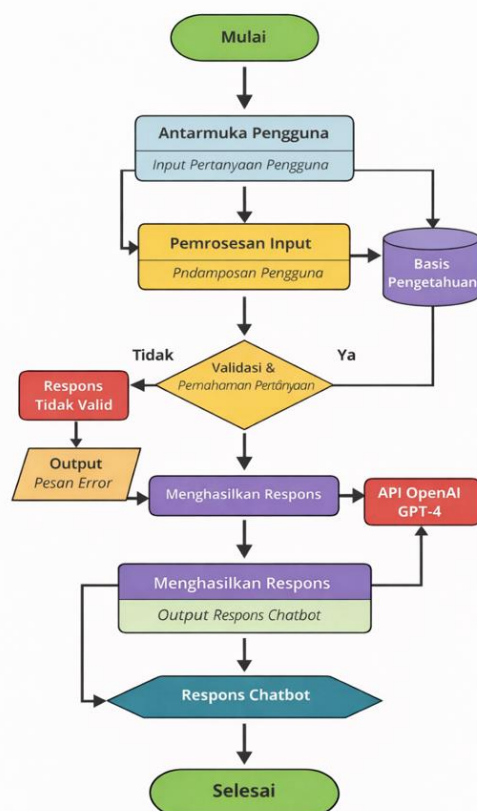 Mulai
Antarmuka Pengguna
Input Pertanyaan Pengguna
Pemrosesan Input
Pndamposan Pengguna
Basis
Pengetahuan
Tidak
Ya
Validasi &
Pemahaman Pertânyaan
Respons
Tidak Valid
Output
Pesan Error
Menghasilkan Respons
API OpenAI
GPT-4
Menghasilkan Respons
Output Respons Chatbot
Respons Chatbot
Selesai